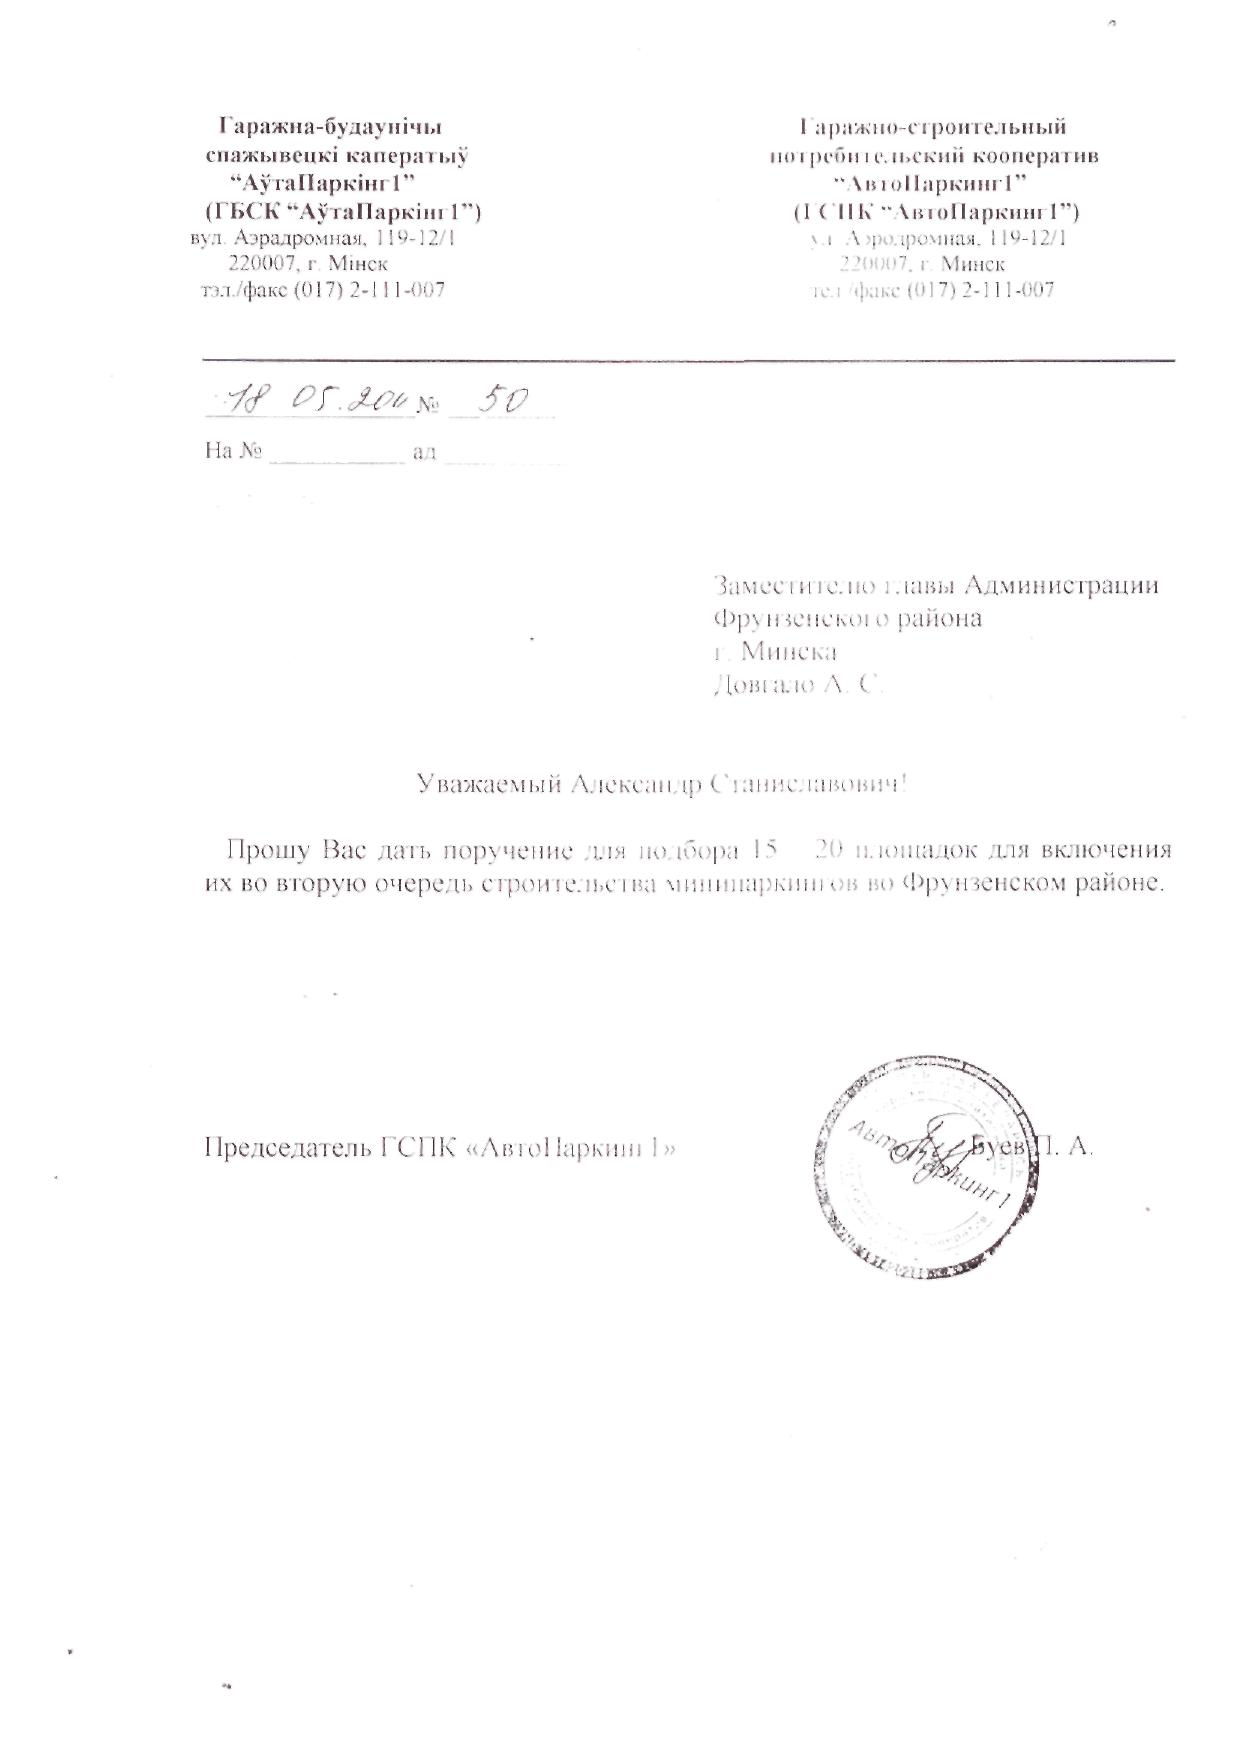 Гаражна-будаунічы
спажывецкі каператыў
“АўтаПаркінг1”
(ГБСК “АўтаПаркінг1”)
вул. Аэрадромная, 119-12/1
220007, г. Мінск
тэл./факс (017) 2-111-007
Гаражно-строительный
потребительский кооператив
“АвтоПаркинг1”
(ГСПК “АвтоПаркинг1”)
ул. Аэродромная, 119-12/1
220007, г. Минск
тел./факс (017) 2-111-007
18 05.2011 № 50
На № ад
Заместителю главы Администрации
Фрунзенского района
г. Минска
Довгало А. С.
Уважаемый Александр Станиславович!
Прошу Вас дать поручение для подбора 15 20 площадок для включения
их во вторую очередь строительства минипаркингов во Фрунзенском районе.
Председатель ГСПК «АвтоПаркинг1» Буев П. А.
АвтоПаркинг1